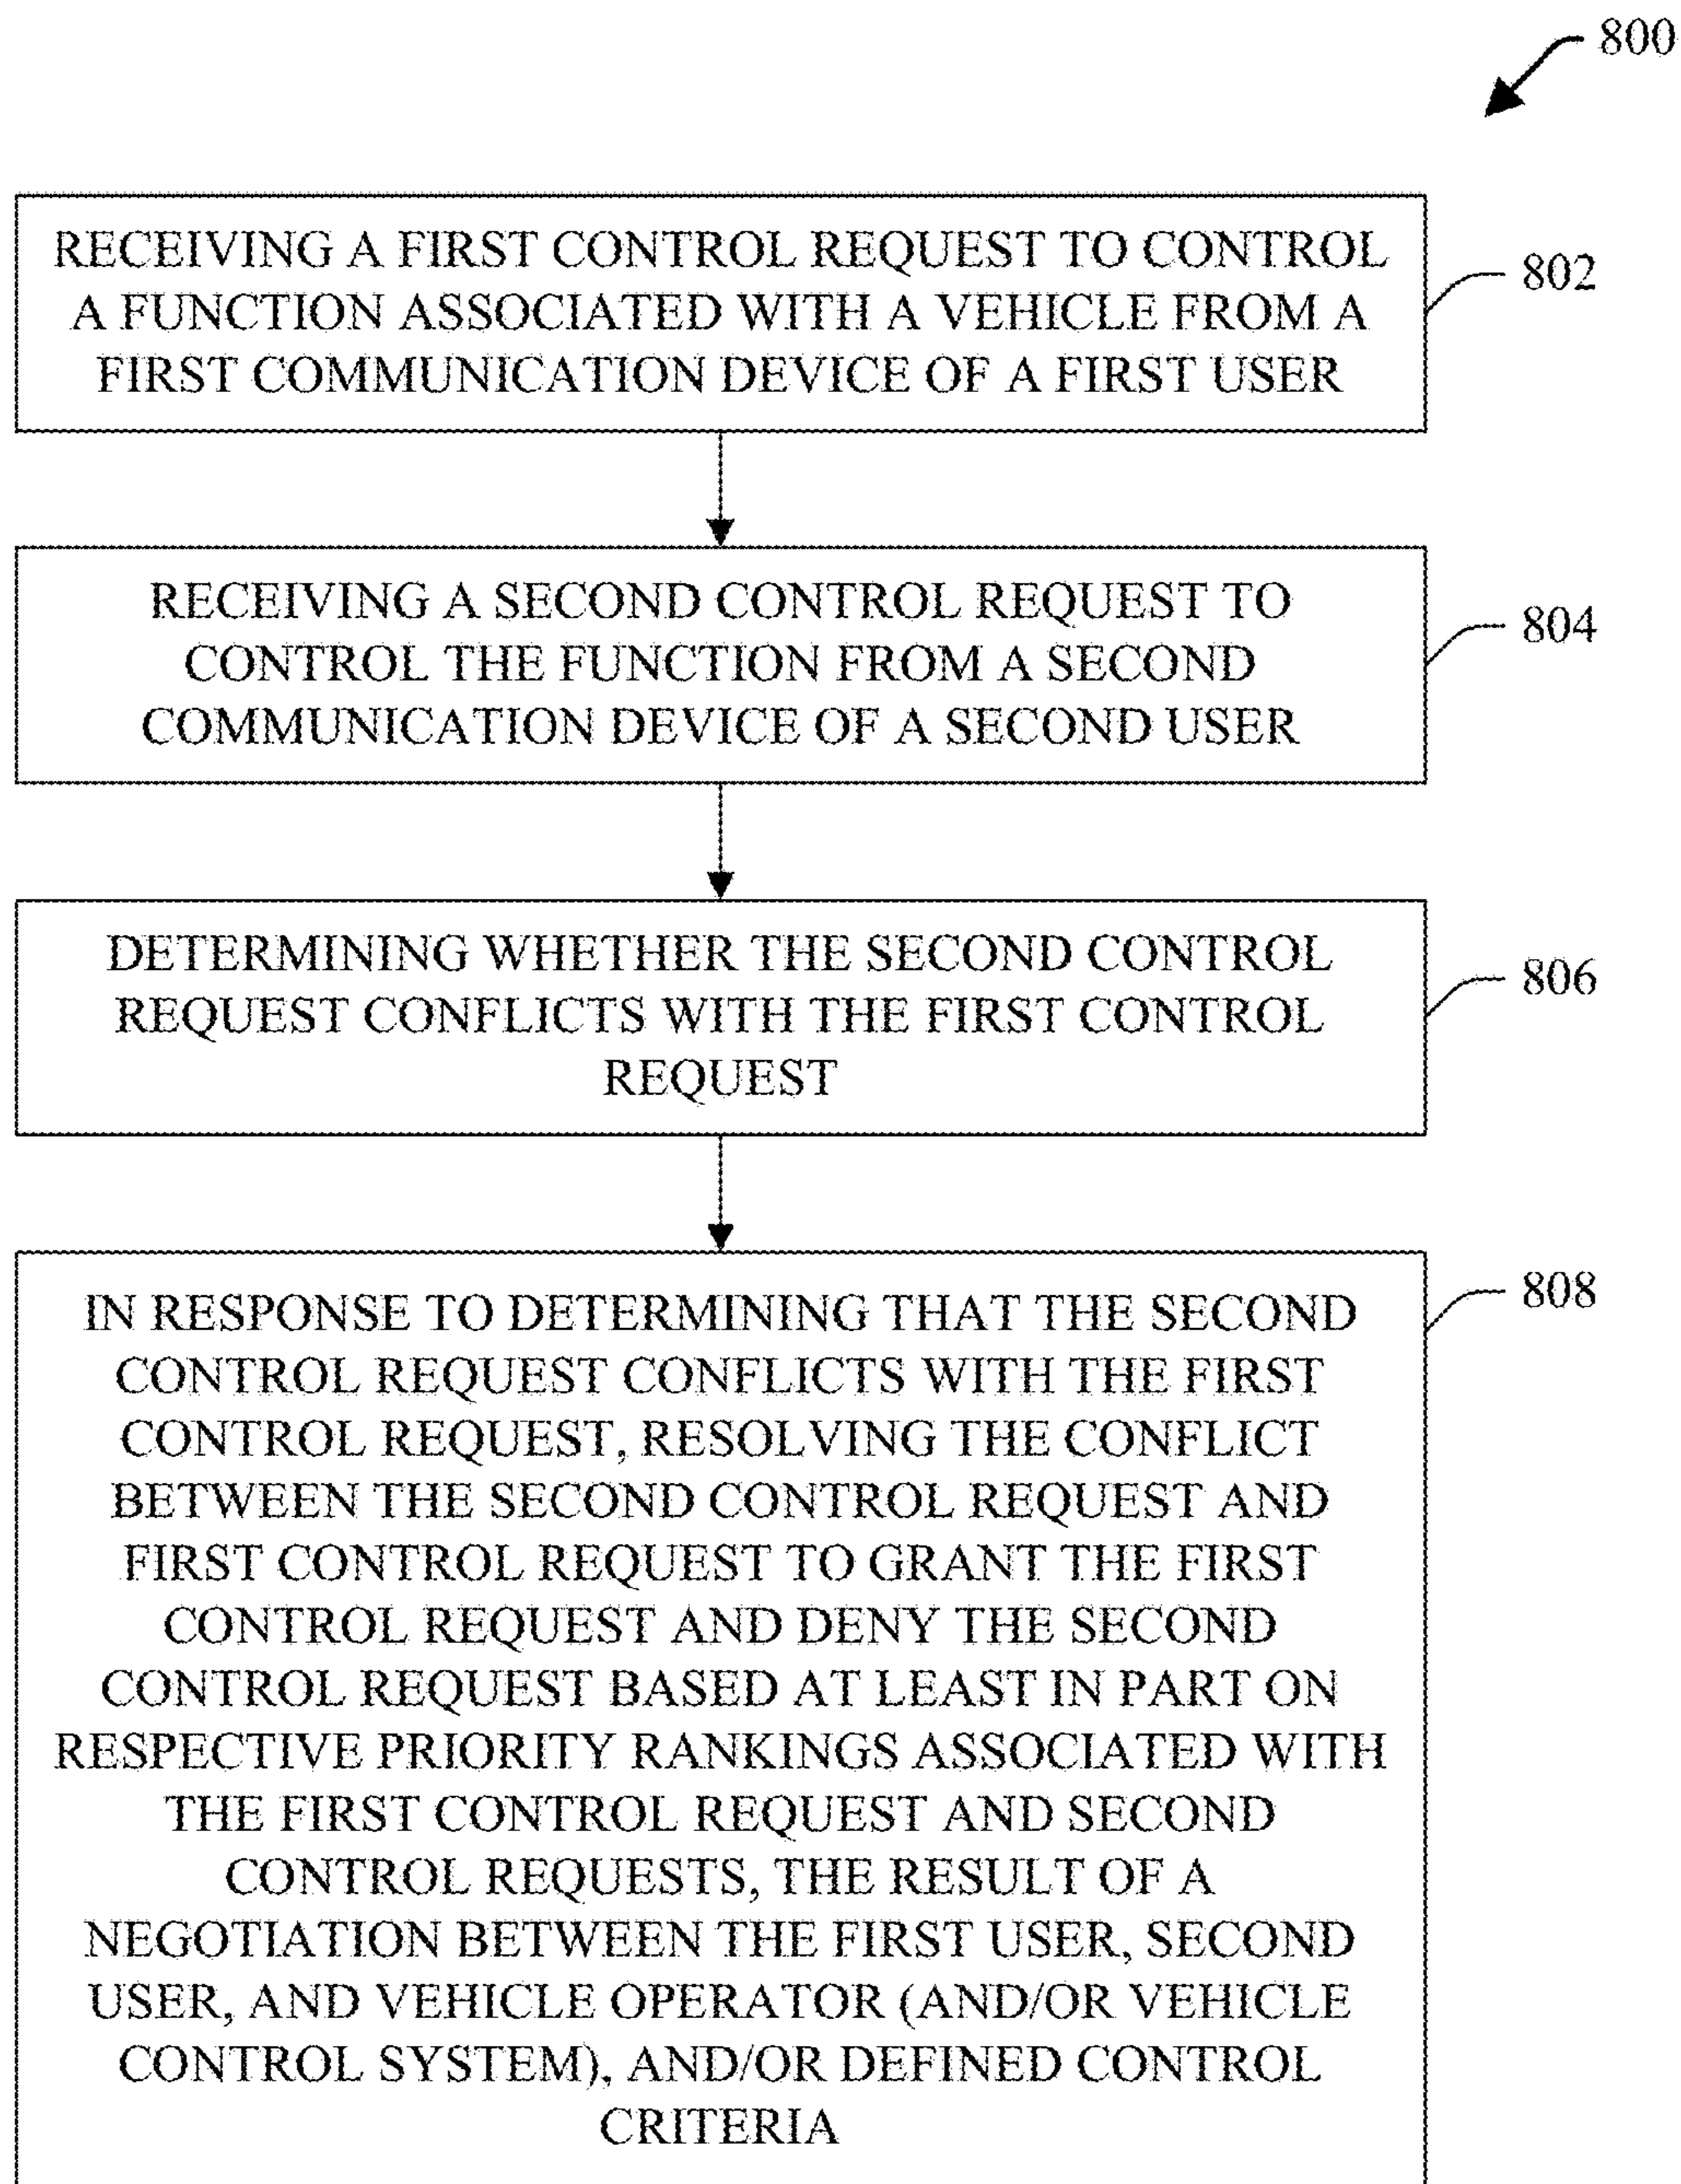 800
RECEIVING A FIRST CONTROL REQUEST TO CONTROL
A FUNCTION ASSOCIATED WITH A VEHICLE FROM A
FIRST COMMUNICATION DEVICE OF A FIRST USER
802
RECEIVING A SECOND CONTROL REQUEST TO
CONTROL THE FUNCTION FROM A SECOND
COMMUNICATION DEVICE OF A SECOND USER
804
DETERMINING WHETHER THE SECOND CONTROL
REQUEST CONFLICTS WITH THE FIRST CONTROL
REQUEST
806
IN RESPONSE TO DETERMINING THAT THE SECOND
CONTROL REQUEST CONFLICTS WITH THE FIRST
CONTROL REQUEST, RESOLVING THE CONFLICT
BETWEEN THE SECOND CONTROL REQUEST AND
FIRST CONTROL REQUEST TO GRANT THE FIRST
CONTROL REQUEST AND DENY THE SECOND
CONTROL REQUEST BASED AT LEAST IN PART ON
RESPECTIVE PRIORITY RANKINGS ASSOCIATED WITH
THE FIRST CONTROL REQUEST AND SECOND
CONTROL REQUESTS, THE RESULT OF A
NEGOTIATION BETWEEN THE FIRST USER, SECOND
USER, AND VEHICLE OPERATOR (AND/OR VEHICLE
CONTROL SYSTEM), AND/OR DEFINED CONTROL
CRITERIA
808